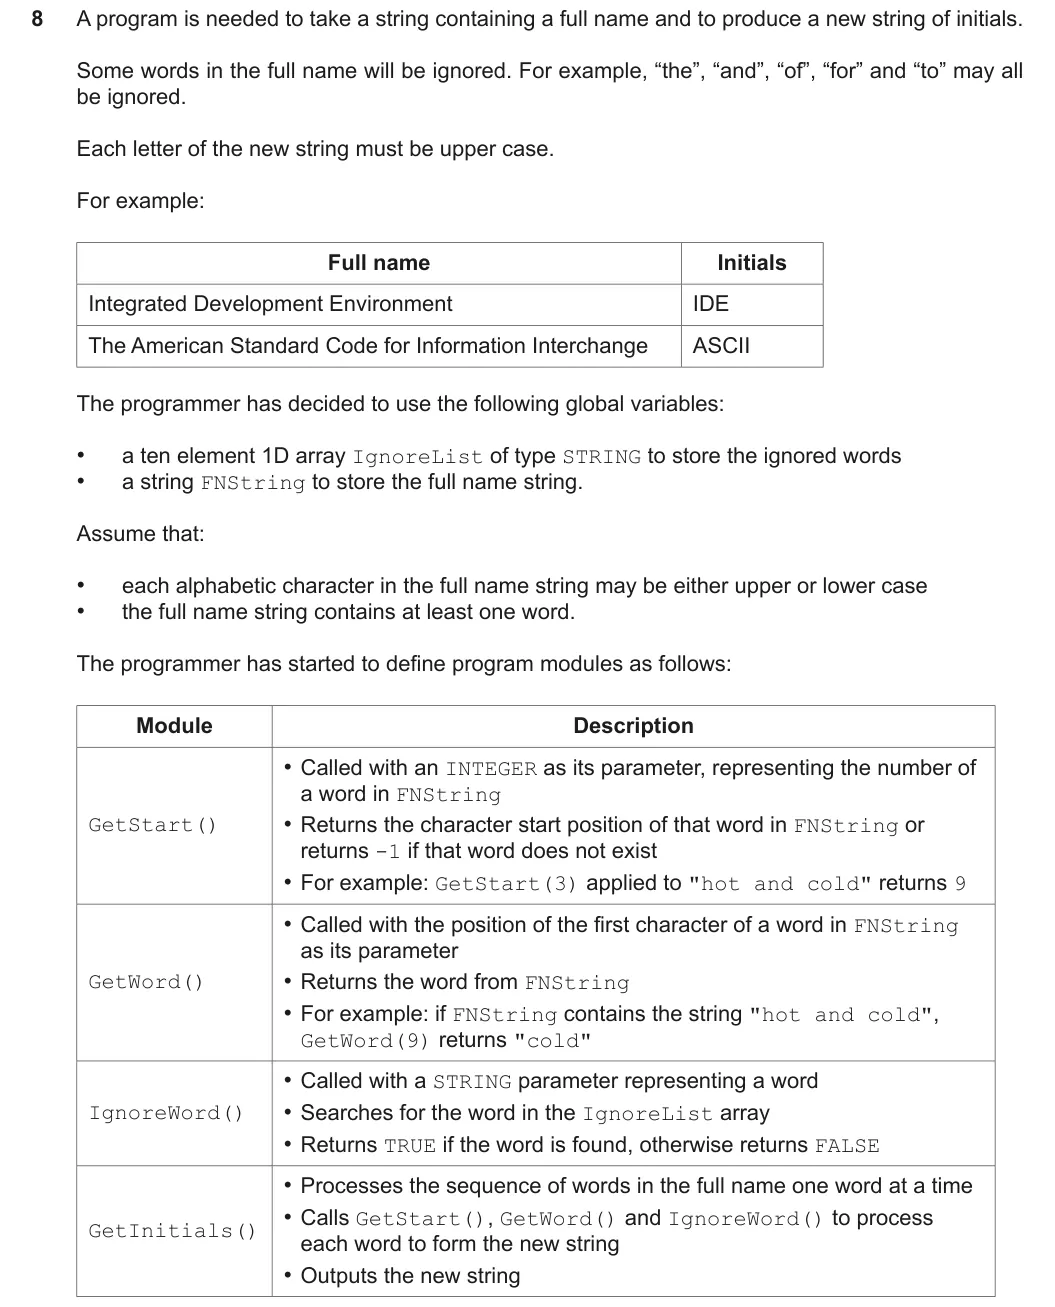 8 A program is needed to take a string containing a full name and to produce a new string of initials.
Some words in the full name will be ignored. For example, “the”, “and”, “of”, “for” and “to” may all
be ignored.
Each letter of the new string must be upper case.
For example:
Full name Initials
Integrated Development Environment IDE
The American Standard Code for Information Interchange ASCII
The programmer has decided to use the following global variables:
• a ten element 1D array IgnoreList of type STRING to store the ignored words
• a string FNString to store the full name string.
Assume that:
• each alphabetic character in the full name string may be either upper or lower case
• the full name string contains at least one word.
The programmer has started to define program modules as follows:
Module Description
GetStart()
• Called with an INTEGER as its parameter, representing the number of
a word in FNString
• Returns the character start position of that word in FNString or
returns -1 if that word does not exist
• For example: GetStart(3) applied to "hot and cold" returns 9
GetWord()
• Called with the position of the first character of a word in FNString
as its parameter
• Returns the word from FNString
• For example: if FNString contains the string "hot and cold",
GetWord(9) returns "cold"
IgnoreWord()
• Called with a STRING parameter representing a word
• Searches for the word in the IgnoreList array
• Returns TRUE if the word is found, otherwise returns FALSE
GetInitials()
• Processes the sequence of words in the full name one word at a time
• Calls GetStart(), GetWord() and IgnoreWord() to process
each word to form the new string
• Outputs the new string